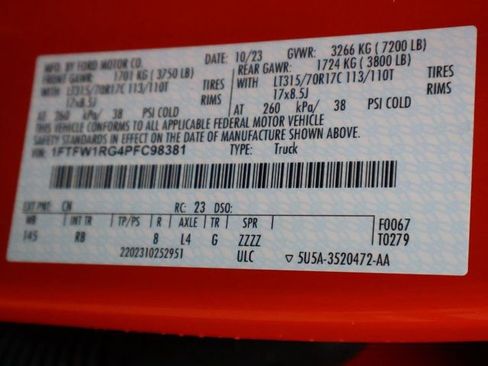 MFD. BY FORD MOTOR CO.
DATE: 10/23 GVWR: 3266 KG (7200 LB)
FRONT GAWR: 1701 KG (3750 LB) REAR GAWR: 1724 KG (3800 LB)
WITH LT315/70R17C 113/110T TIRES WITH LT315/70R17C 113/110T TIRES
17x8.5J RIMS 17x8.5J RIMS
AT 260 kPa/ 38 PSI COLD AT 260 kPa/ 38 PSI COLD
THIS VEHICLE CONFORMS TO ALL APPLICABLE FEDERAL MOTOR VEHICLE
SAFETY STANDARDS IN EFFECT ON THE DATE OF MANUFACTURE SHOWN ABOVE.
VIN: 1FTFW1RG4PFC98381 TYPE: Truck
EXT PNT: CN RC: 23 DSO:
WB INT TR TP/PS R AXLE TR SPR F0067
145 RB 8 L4 G ZZZZ T0279
2202310252951 ULC ▽ 5U5A-3520472-AA